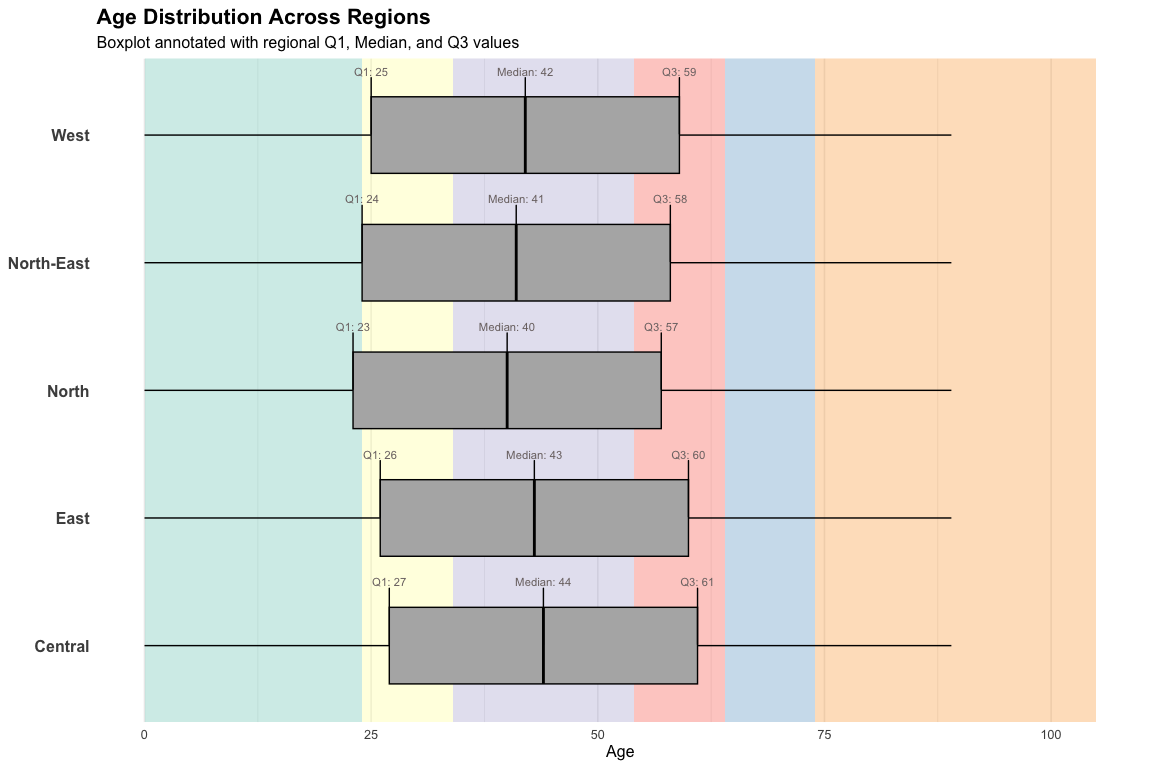 Age Distribution Across Regions
Boxplot annotated with regional Q1, Median, and Q3 values
Q1: 25 Median: 42 Q3: 59
West
Q1: 24 Median: 41 Q3: 58
North-East
Q1: 23 Median: 40 Q3: 57
North
Q1: 26 Median: 43 Q3: 60
East
Q1: 27 Median: 44 Q3: 61
Central
0 25 50 75 100
Age